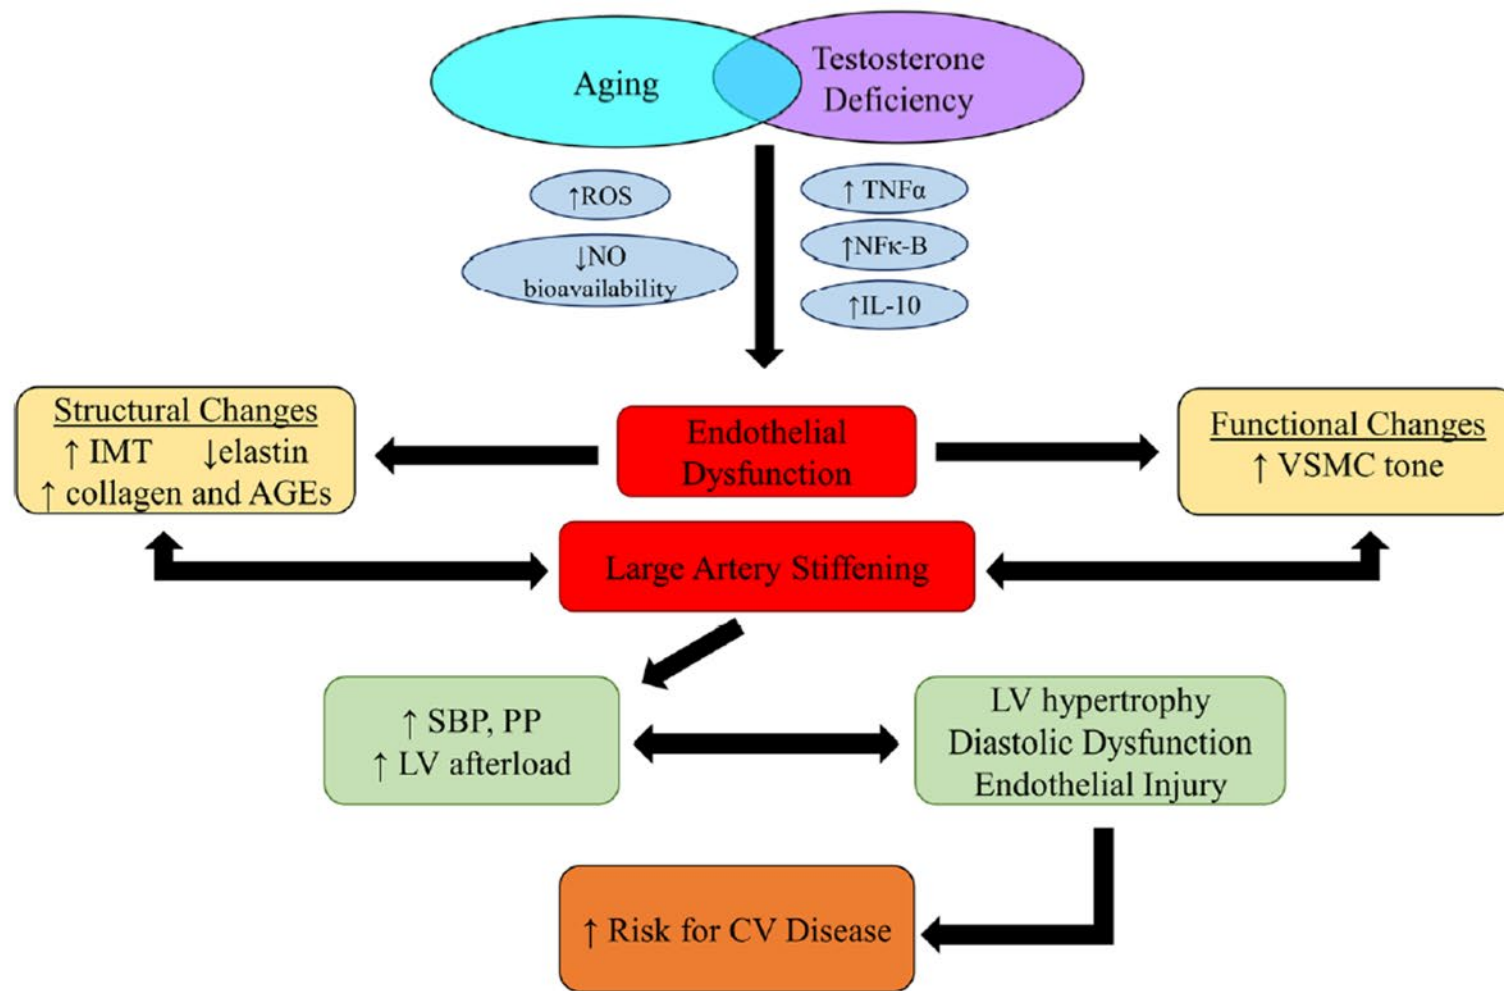 Aging
Testosterone
Deficiency
↑ROS
↓NO
bioavailability
↑ TNFα
↑NFκ-B
↑IL-10
Structural Changes
↑ IMT ↓elastin
↑ collagen and AGEs
Endothelial
Dysfunction
Functional Changes
↑ VSMC tone
Large Artery Stiffening
↑ SBP, PP
↑ LV afterload
LV hypertrophy
Diastolic Dysfunction
Endothelial Injury
↑ Risk for CV Disease